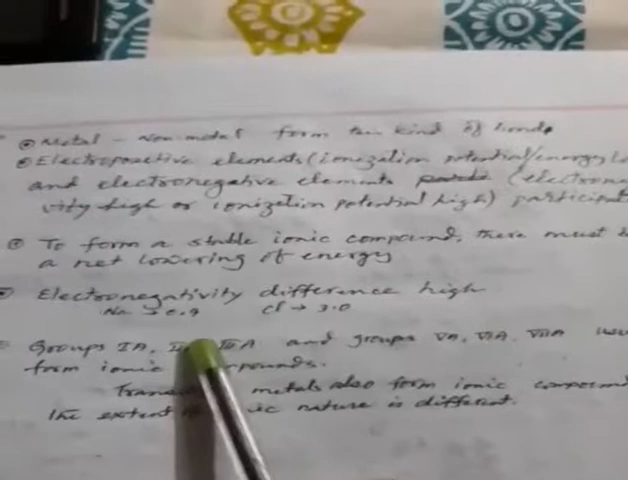 Metal - Non-metal form this kind of bond.
Electropositive elements (ionization potential/energy
and electronegative elements (electrone
vity high or ionization potential high) participat
To form a stable ionic compound, there must
a net lowering of energy
Electronegativity difference high
Na → 0.9 Cl → 3.0
Groups IA, IIIA and groups VA, VIA, VIIA
from ionic
metals also form ionic compound
The extent nature is different.